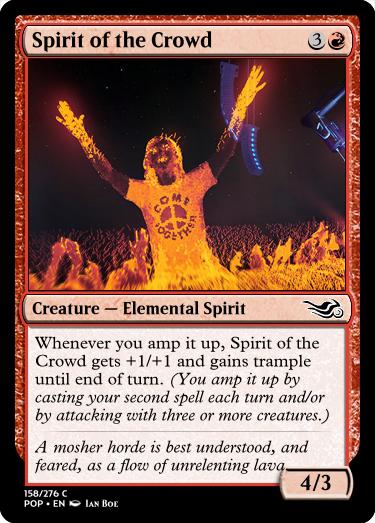 Spirit of the Crowd 3
COME
TOGETHER
Creature — Elemental Spirit
Whenever you amp it up, Spirit of the
Crowd gets +1/+1 and gains trample
until end of turn. (You amp it up by
casting your second spell each turn and/or
by attacking with three or more creatures.)
A mosher horde is best understood, and
feared, as a flow of unrelenting lava.
4/3
158/276 C
POP • EN Ian Boe